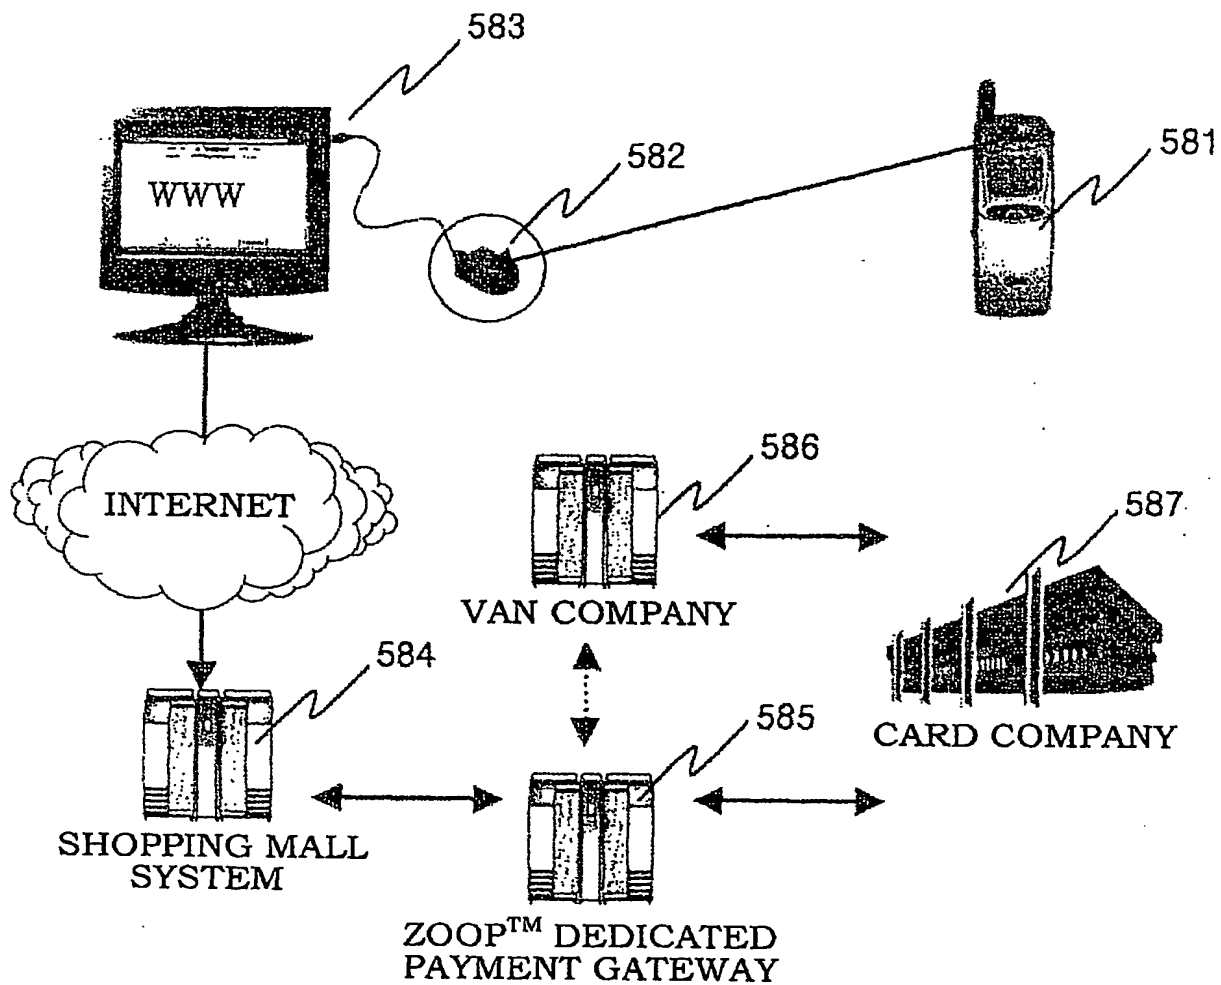 583
582
581
WWW
INTERNET
586
587
VAN COMPANY
584
585
CARD COMPANY
SHOPPING MALL
SYSTEM
ZOOP™ DEDICATED
PAYMENT GATEWAY